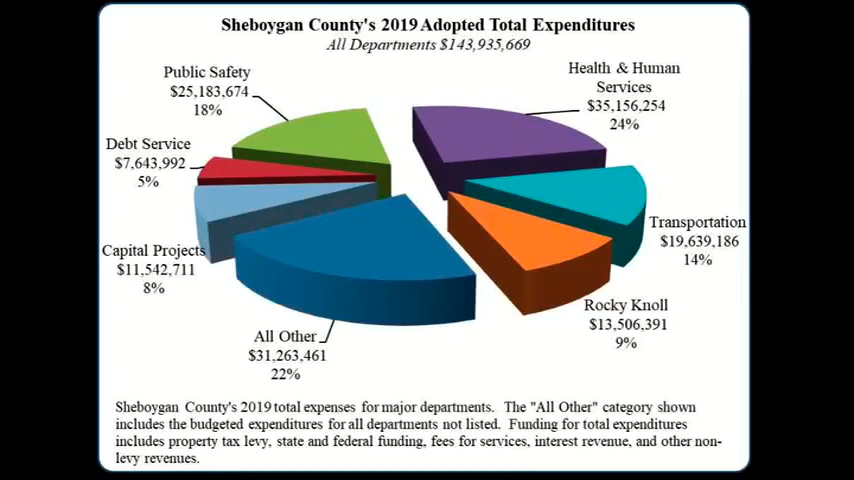 Sheboygan County's 2019 Adopted Total Expenditures
All Departments $143,935,669
Public Safety
$25,183,674
18%
Health & Human
Services
$35,156,254
24%
Debt Service
$7,643,992
5%
Transportation
$19,639,186
14%
Capital Projects
$11,542,711
8%
Rocky Knoll
$13,506,391
9%
All Other
$31,263,461
22%
Sheboygan County's 2019 total expenses for major departments. The "All Other" category shown
includes the budgeted expenditures for all departments not listed. Funding for total expenditures
includes property tax levy, state and federal funding, fees for services, interest revenue, and other non-
levy revenues.